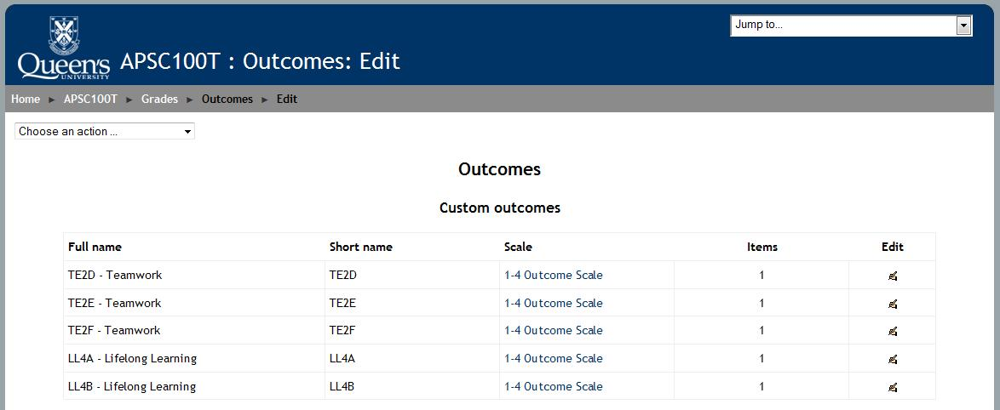 Jump to...
Queen's
UNIVERSITY
APSC100T : Outcomes: Edit
Home ► APSC100T ► Grades ► Outcomes ► Edit
Choose an action ...
Outcomes
Custom outcomes
Full name Short name Scale Items Edit
TE2D - Teamwork TE2D 1-4 Outcome Scale 1
TE2E - Teamwork TE2E 1-4 Outcome Scale 1
TE2F - Teamwork TE2F 1-4 Outcome Scale 1
LL4A - Lifelong Learning LL4A 1-4 Outcome Scale 1
LL4B - Lifelong Learning LL4B 1-4 Outcome Scale 1